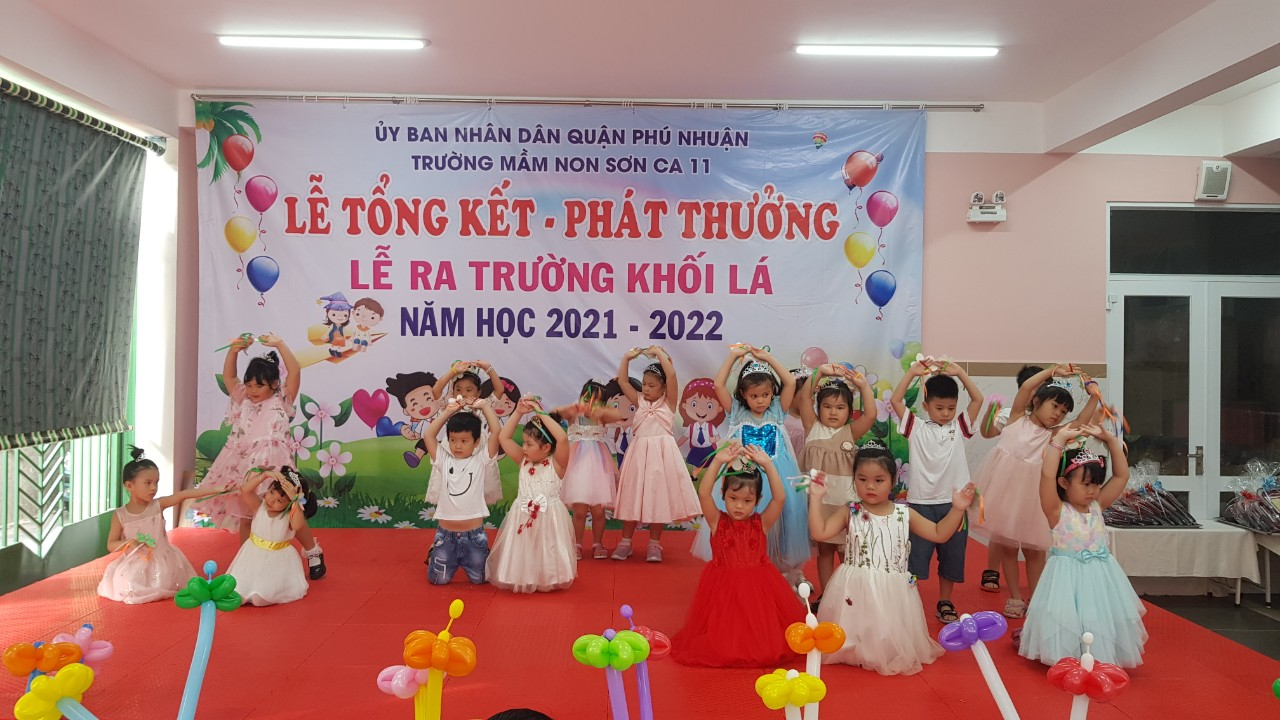 ỦY BAN NHÂN DÂN QUẬN PHÚ NHUẬN
TRƯỜNG MẦM NON SƠN CA 11
LỄ TỔNG KẾT - PHÁT THƯỞNG
LỄ RA TRƯỜNG KHỐI LÁ
NĂM HỌC 2021 - 2022